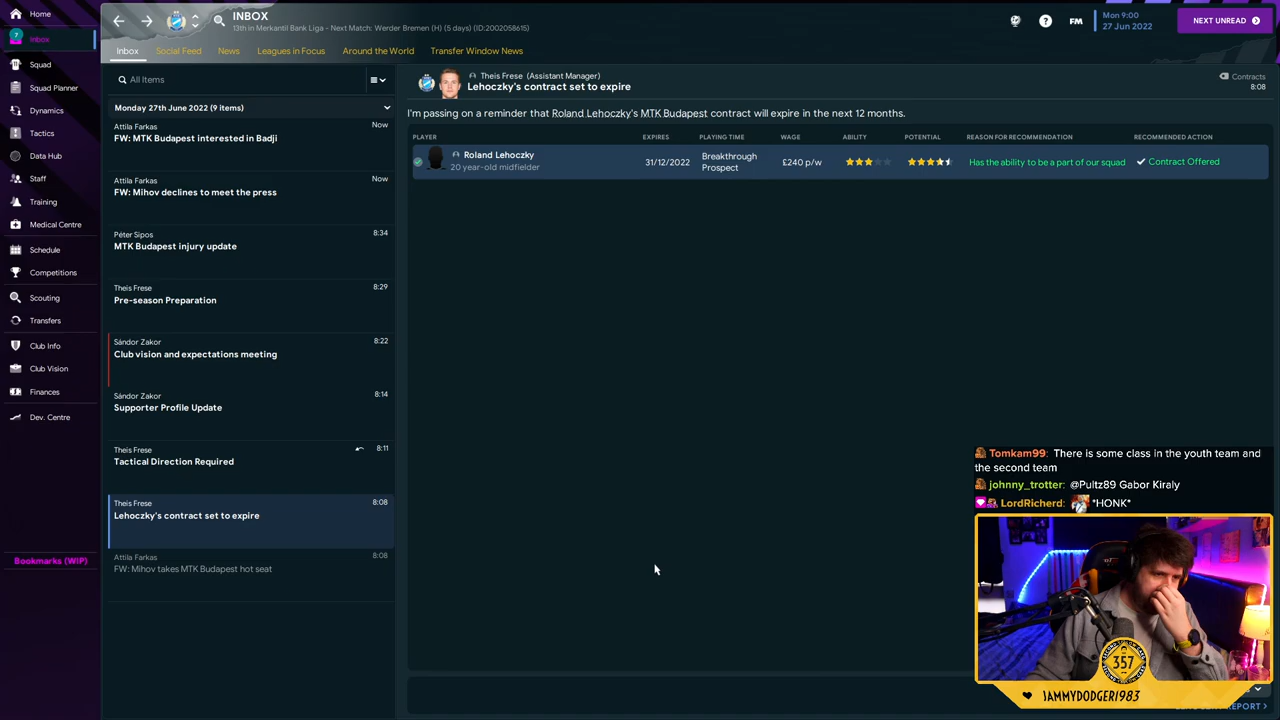 Home
INBOX
13th in Merkantil Bank Liga - Next Match: Werder Bremen (H) (5 days) (ID:2002058615)
FM
Mon 9:00
27 Jun 2022
NEXT UNREAD
7
Inbox
Squad
Squad Planner
Dynamics
Tactics
Data Hub
Staff
Training
Medical Centre
Schedule
Competitions
Scouting
Transfers
Club Info
Club Vision
Finances
Dev. Centre
Bookmarks (WIP)
Inbox
Social Feed
News
Leagues in Focus
Around the World
Transfer Window News
All Items
Monday 27th June 2022 (9 items)
Attila Farkas
Now
FW: MTK Budapest interested in Badji
Attila Farkas
Now
FW: Mihov declines to meet the press
Péter Sipos
8:34
MTK Budapest injury update
Theis Frese
8:29
Pre-season Preparation
Sándor Zakor
8:22
Club vision and expectations meeting
Sándor Zakor
8:14
Supporter Profile Update
Theis Frese
8:11
Tactical Direction Required
Theis Frese
8:08
Lehoczky's contract set to expire
Attila Farkas
8:08
FW: Mihov takes MTK Budapest hot seat
Theis Frese (Assistant Manager)
Lehoczky's contract set to expire
Contracts
8:08
I'm passing on a reminder that Roland Lehoczky's MTK Budapest contract will expire in the next 12 months.
PLAYER
EXPIRES
PLAYING TIME
WAGE
ABILITY
POTENTIAL
REASON FOR RECOMMENDATION
RECOMMENDED ACTION
Roland Lehoczky
20 year-old midfielder
31/12/2022
Breakthrough
Prospect
£240 p/w
Has the ability to be a part of our squad
Contract Offered
Tomkam99: There is some class in the youth team and
the second team
johnny_trotter: @Pultz89 Gabor Kiraly
LordRicherd: *HONK*
357
1AMMYDODGER1983
REPORT